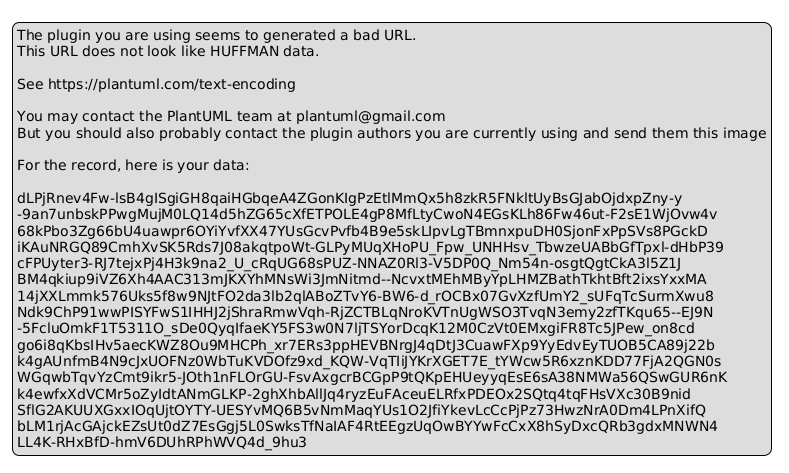 The plugin you are using seems to generated a bad URL.
This URL does not look like HUFFMAN data.
See https://plantuml.com/text-encoding
You may contact the PlantUML team at plantuml@gmail.com
But you should also probably contact the plugin authors you are currently using and send them this image
For the record, here is your data:
dLPjRnev4Fw-lsB4gISgiGH8qaiHGbqeA4ZGonKIgPzEtlMmQx5h8zkR5FNkltUyBsGJabOjdxpZny-y
-9an7unbskPPwgMujM0LQ14d5hZG65cXfETPOLE4gP8MfLtyCwoN4EGsKLh86Fw46ut-F2sE1WjOvw4v
68kPbo3Zg66bU4uawpr6OYiYvfXX47YUsGcvPvfb4B9e5skLIpvLgTBmnxpuDH0SjonFxPpSVs8PGckD
iKAuNRGQ89CmhXvSK5Rds7J08akqtpoWt-GLPyMUqXHoPU_Fpw_UNHHsv_TbwzeUABbGfTpxl-dHbP39
cFPUyter3-RJ7tejxPj4H3k9na2_U_cRqUG68sPUZ-NNAZ0Rl3-V5DP0Q_Nm54n-osgtQgtCkA3l5Z1J
BM4qkiup9iVZ6Xh4AAC313mJKXYhMNsWi3JmNitmd--NcvxtMEhMByYpLHMZBathTkhtBft2ixsYxxMA
14jXXLmmk576Uks5f8w9NJtFO2da3lb2qlABoZTvY6-BW6-d_rOCBx07GvXzfUmY2_sUFqTcSurmXwu8
Ndk9ChP91wwPISYFwS1IHHJ2jShraRmwVqh-RjZCTBLqNroKVTnUgWSO3TvqN3emy2zfTKqu65--EJ9N
-5FcluOmkF1T5311O_sDe0QyqIfaeKY5FS3w0N7ljTSYorDcqK12M0CzVt0EMxgiFR8Tc5JPew_on8cd
go6i8qKbsIHv5aecKWZ8Ou9MHCPh_xr7ERs3ppHEVBNrgJ4qDtJ3CuawFXp9YyEdvEyTUOB5CA89j22b
k4gAUnfmB4N9cJxUOFNz0WbTuKVDOfz9xd_KQW-VqTIiJYKrXGET7E_tYWcw5R6xznKDD77FjA2QGN0s
WGqwbTqvYzCmt9ikr5-JOth1nFLOrGU-FsvAxgcrBCGpP9tQKpEHUeyyqEsE6sA38NMWa56QSwGUR6nK
k4ewfxXdVCMr5oZyIdtANmGLKP-2ghXhbAllJq4ryzEuFAceuELRfxPDEOx2SQtq4tqFHsVXc30B9nid
SflG2AKUUXGxxIOqUjtOYTY-UESYvMQ6B5vNmMaqYUs1O2JfiYkevLcCcPjPz73HwzNrA0Dm4LPnXifQ
bLM1rjAcGAjckEZsUt0dZ7EsGgj5L0SwksTfNaIAF4RtEEgzUqOwBYYwFcCxX8hSyDxcQRb3gdxMNWN4
LL4K-RHxBfD-hmV6DUhRPhWVQ4d_9hu3